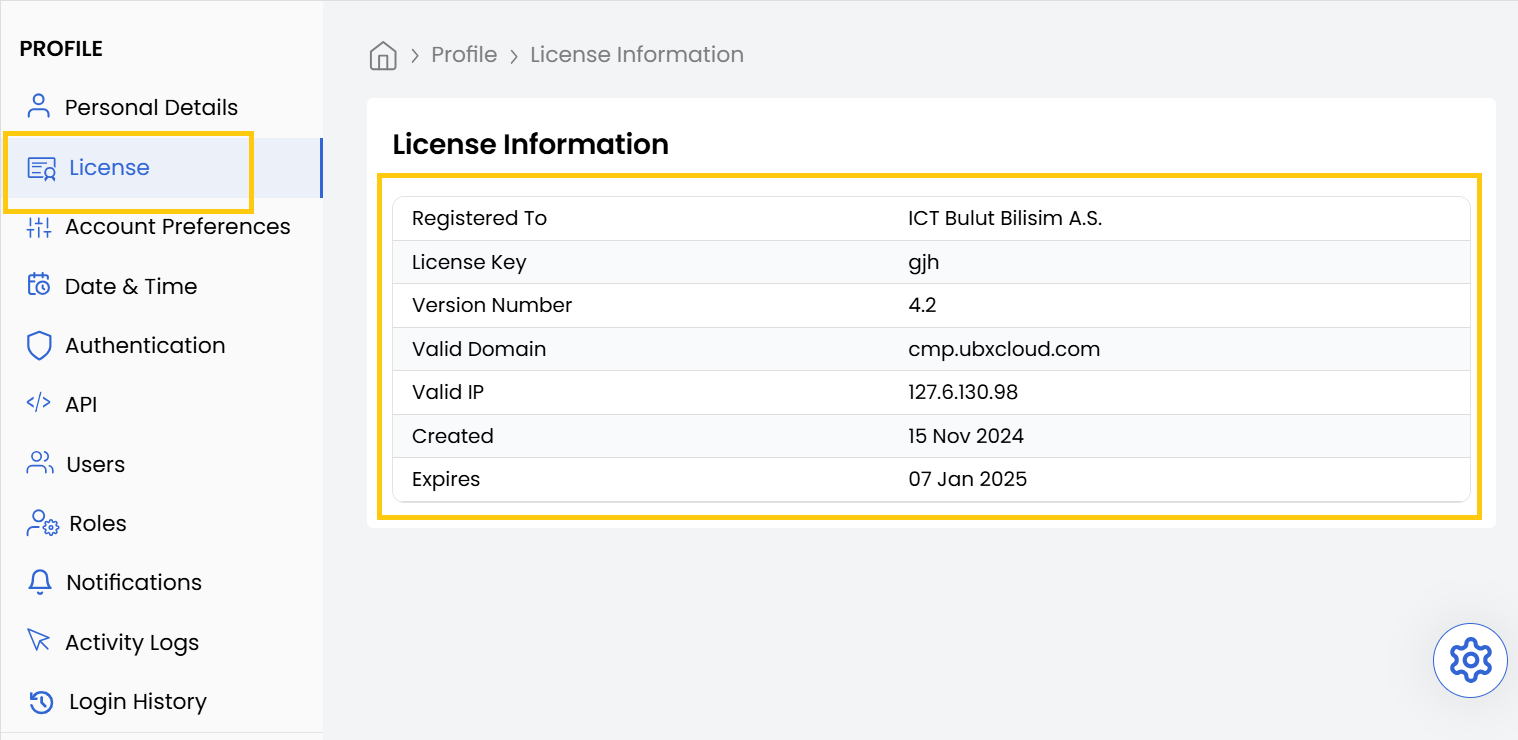 PROFILE
Personal Details
License
Account Preferences
Date & Time
Authentication
API
Users
Roles
Notifications
Activity Logs
Login History
Profile License Information
License Information
Registered To ICT Bulut Bilisim A.S.
License Key gjh
Version Number 4.2
Valid Domain cmp.ubxcloud.com
Valid IP 127.6.130.98
Created 15 Nov 2024
Expires 07 Jan 2025